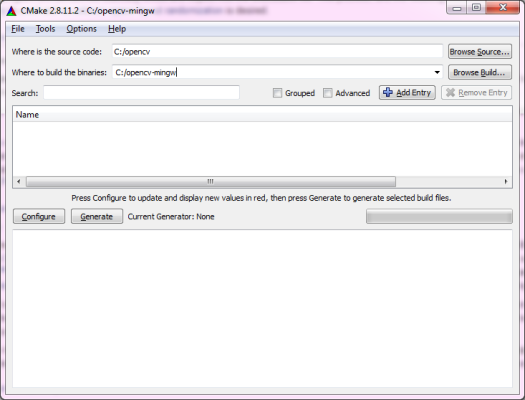 CMake 2.8.11.2 - C:/opencv-mingw
File Tools Options Help
Where is the source code: C:/opencv Browse Source...
Where to build the binaries: C:/opencv-mingw Browse Build...
Search: Grouped Advanced Add Entry Remove Entry
Name
Press Configure to update and display new values in red, then press Generate to generate selected build files.
Configure Generate Current Generator: None